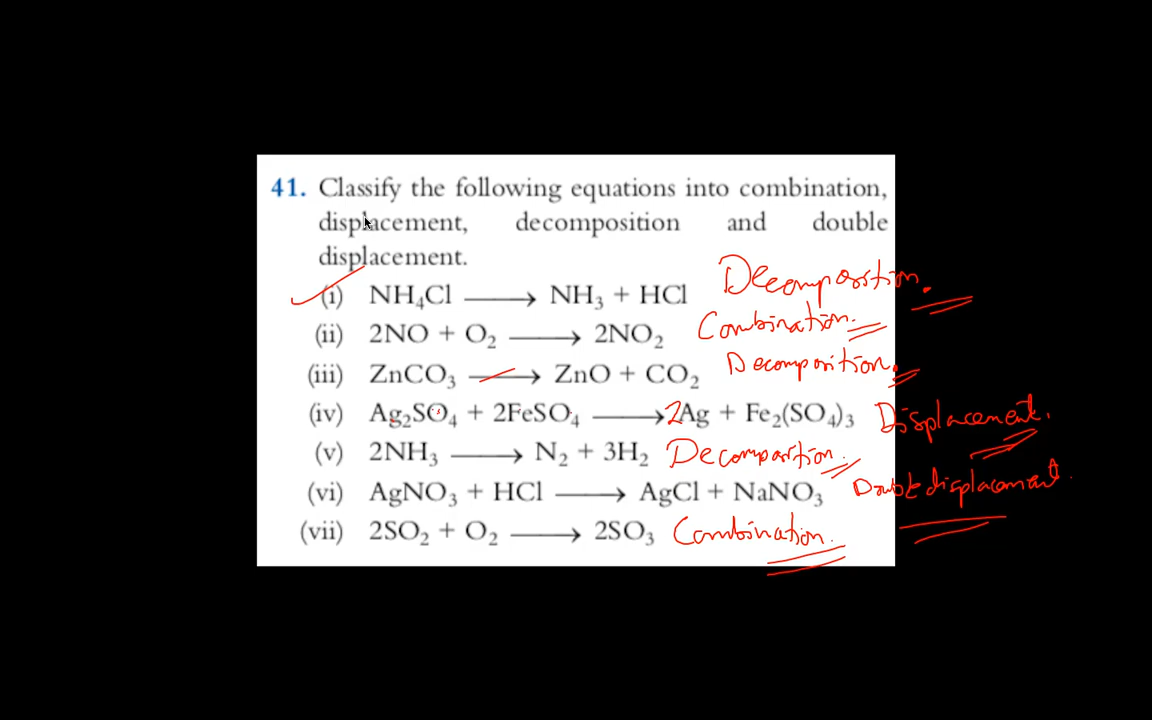 41. Classify the following equations into combination,
displacement, decomposition and double
displacement.
(i) NH₄Cl ⟶ NH₃ + HCl Decomposition.
(ii) 2NO + O₂ ⟶ 2NO₂ Combination.
(iii) ZnCO₃ ⟶ ZnO + CO₂ Decomposition.
(iv) Ag₂SO₄ + 2FeSO₄ ⟶ 2Ag + Fe₂(SO₄)₃ Displacement.
(v) 2NH₃ ⟶ N₂ + 3H₂ Decomposition.
(vi) AgNO₃ + HCl ⟶ AgCl + NaNO₃ Double displacement.
(vii) 2SO₂ + O₂ ⟶ 2SO₃ Combination.